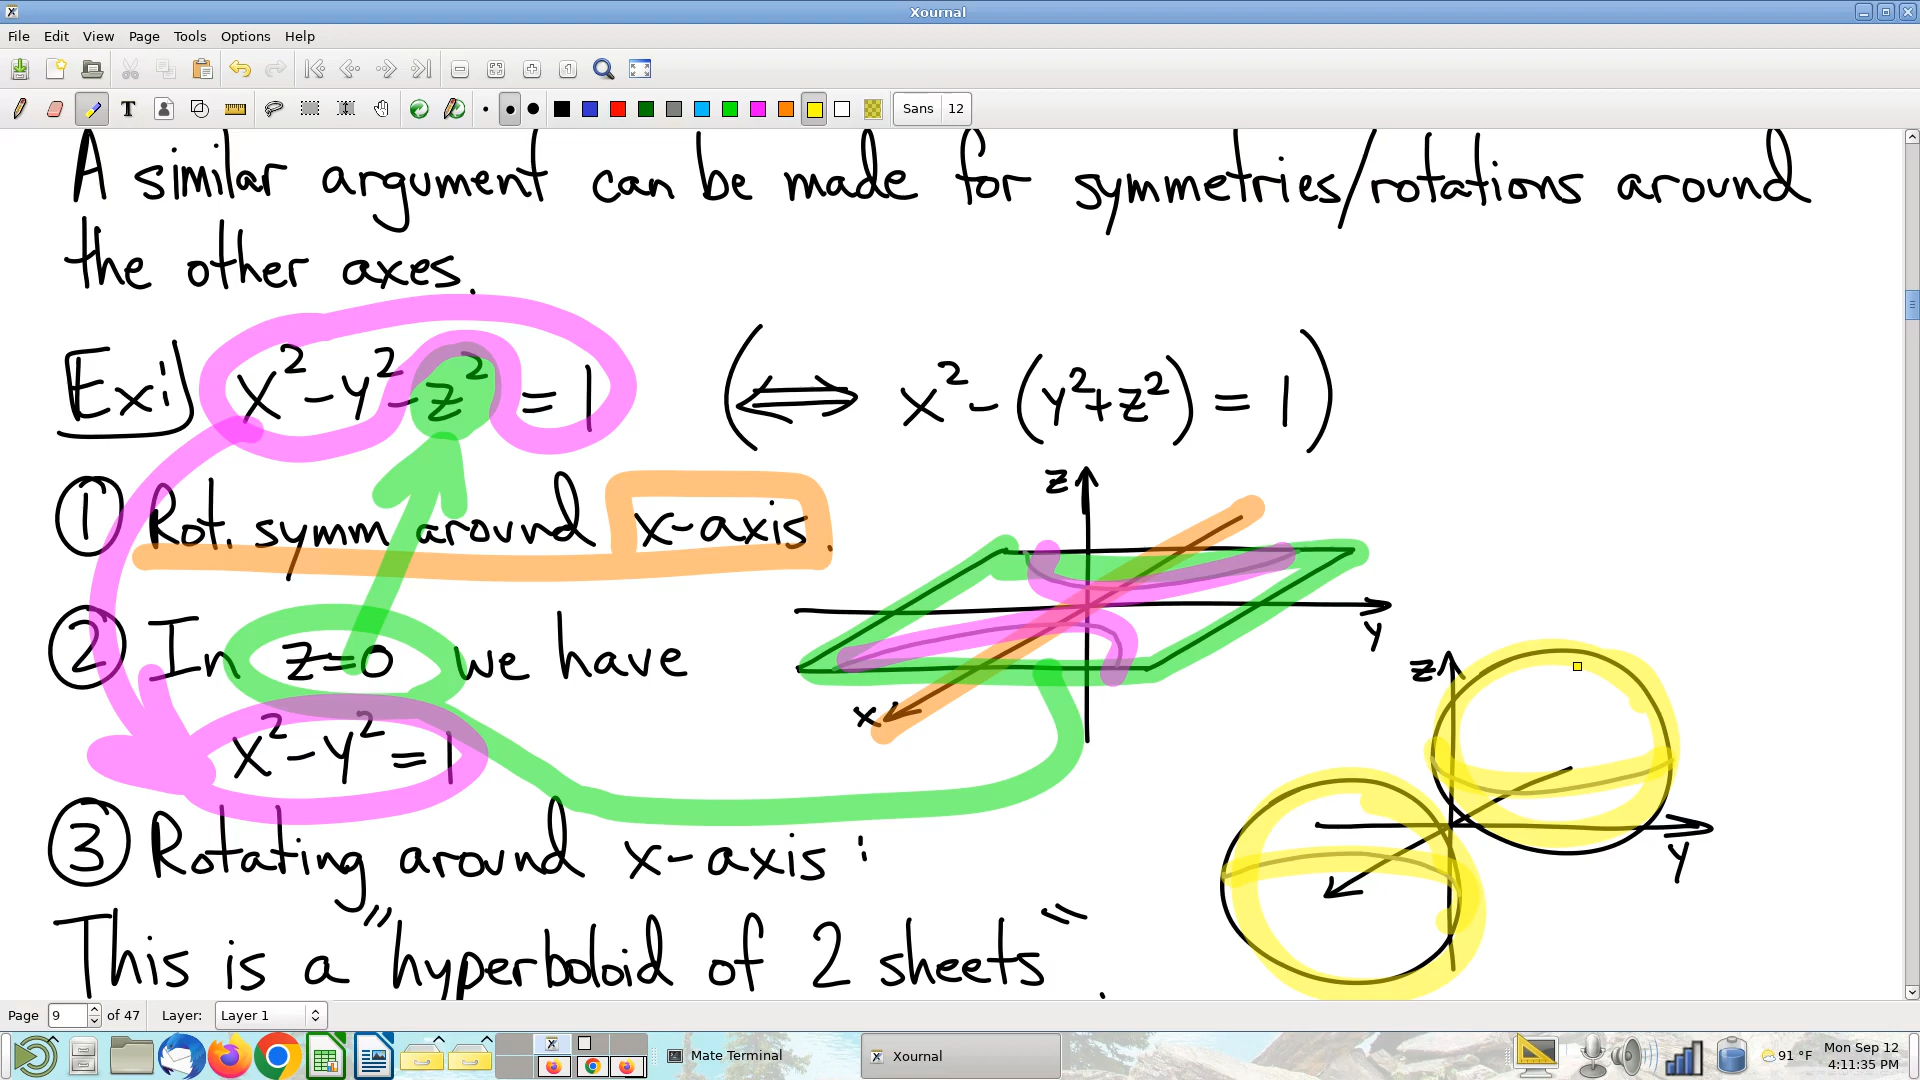 Xournal
File Edit View Page Tools Options Help
Sans 12
A similar argument can be made for symmetries/rotations around
the other axes.
Ex: x² - y² - z² = 1 (⟺ x² - (y² + z²) = 1)
① Rot. symm around x-axis.
z
y
x
② In z=0 we have
x² - y² = 1
z
y
③ Rotating around x-axis:
This is a "hyperboloid of 2 sheets".
Page 9 of 47 Layer: Layer 1
Mate Terminal
Xournal
91 °F
Mon Sep 12
4:11:35 PM